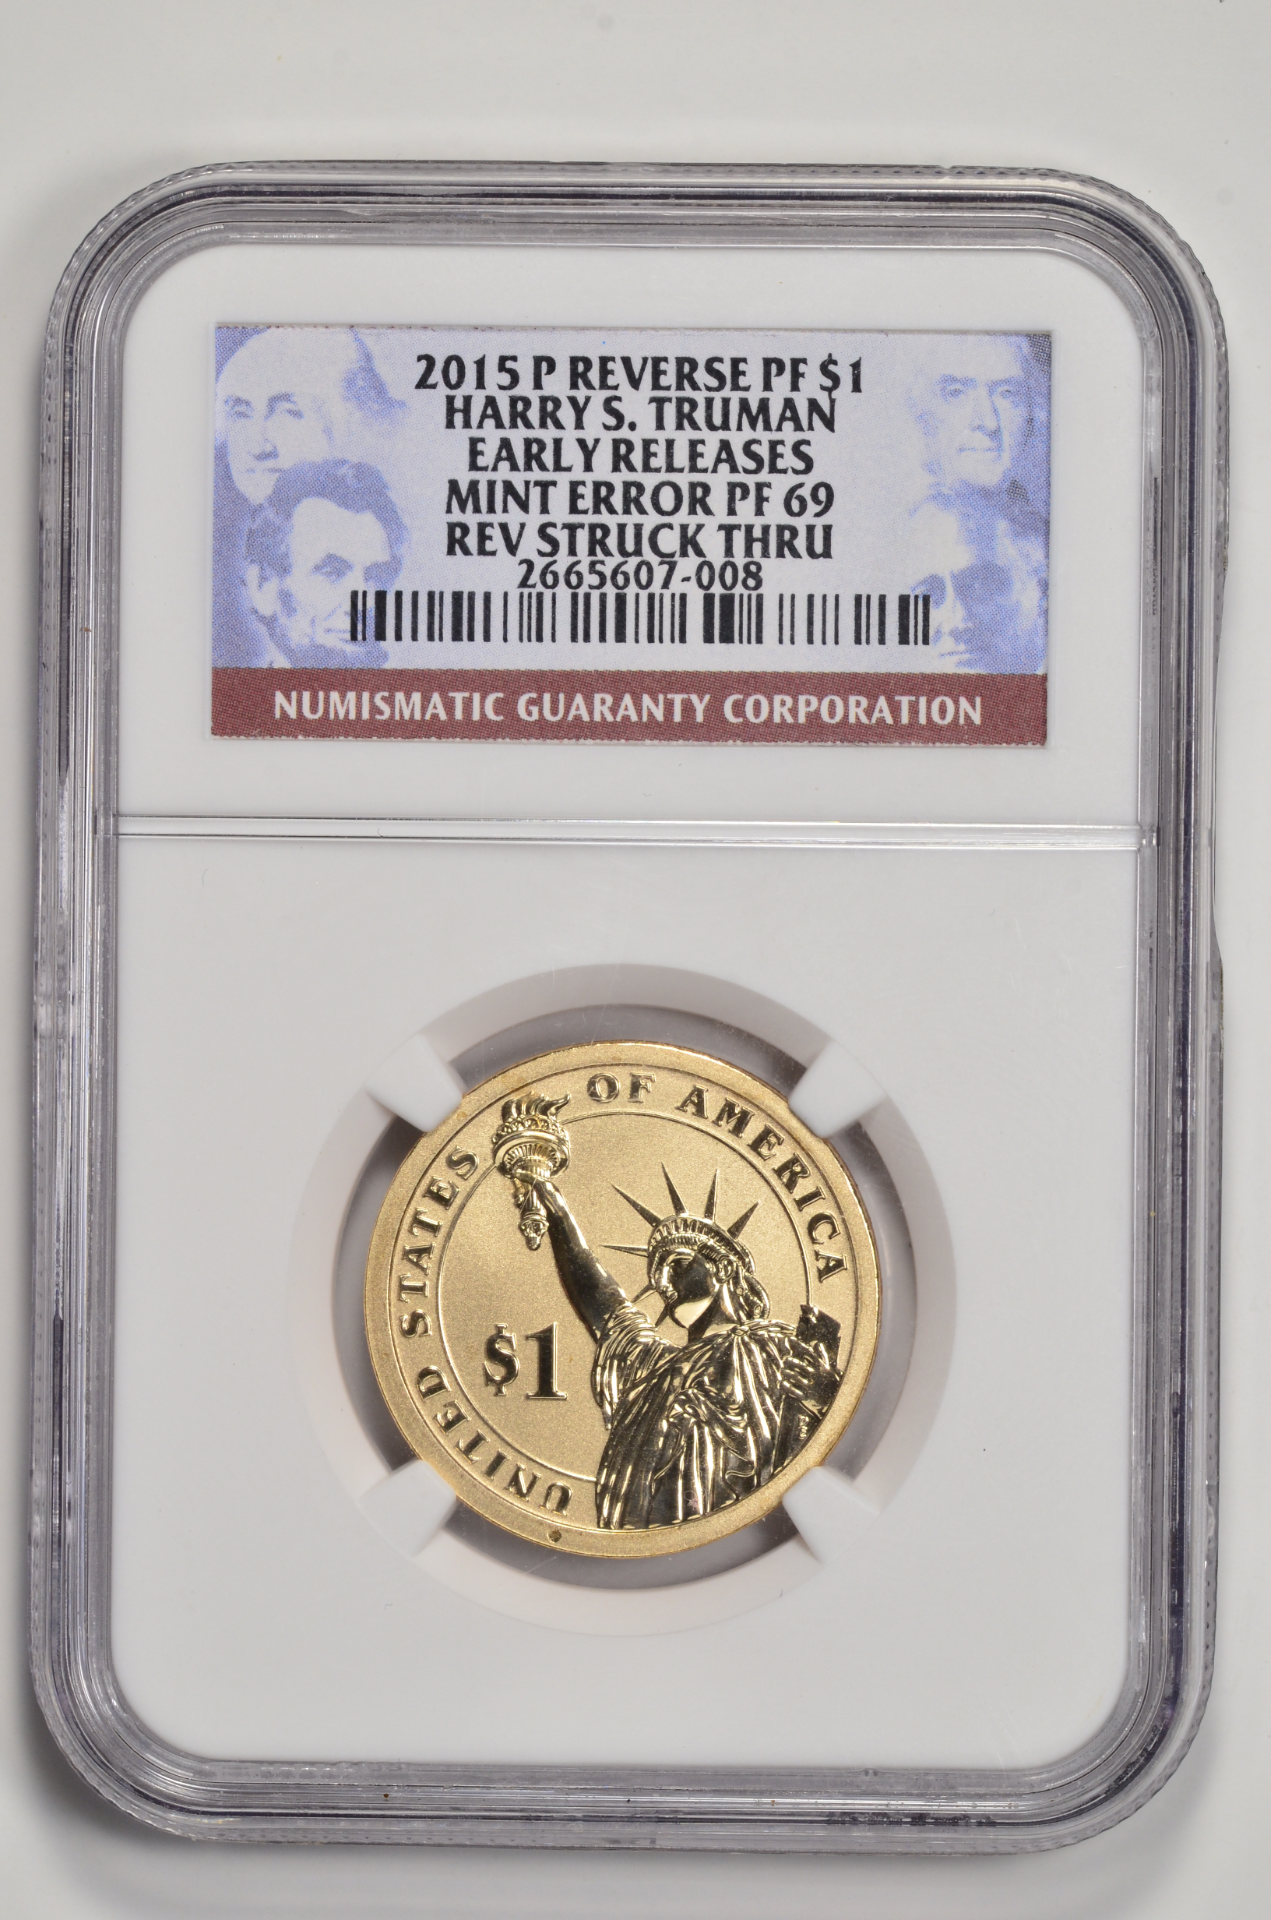 2015 P REVERSE PF $1
HARRY S. TRUMAN
EARLY RELEASES
MINT ERROR PF 69
REV STRUCK THRU
2665607-008
NUMISMATIC GUARANTY CORPORATION
UNITED STATES OF AMERICA
$1